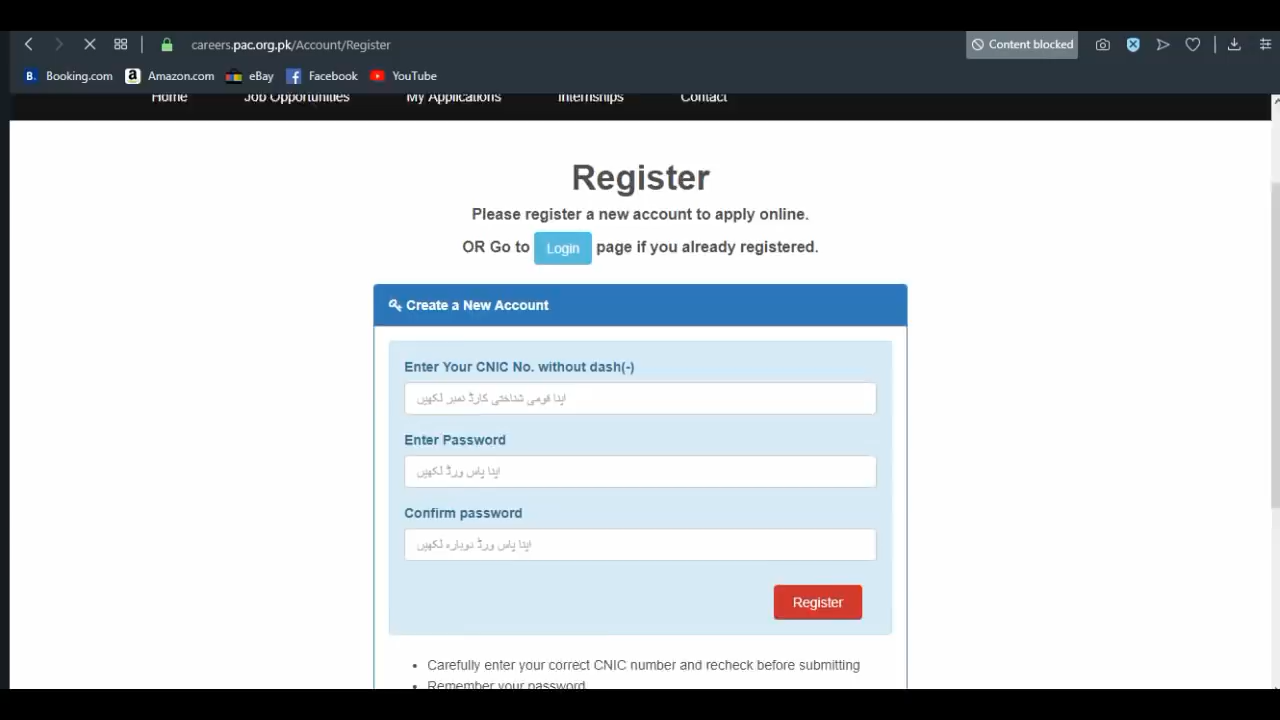 careers.pac.org.pk/Account/Register
Content blocked
Booking.com
Amazon.com
eBay
Facebook
YouTube
Home
Job Opportunities
My Applications
Internships
Contact
Register
Please register a new account to apply online.
OR Go to Login page if you already registered.
Create a New Account
Enter Your CNIC No. without dash(-)
اپنا قومی شناختی کارڈ نمبر لکھیں
Enter Password
اپنا پاس ورڈ لکھیں
Confirm password
اپنا پاس ورڈ دوبارہ لکھیں
Register
Carefully enter your correct CNIC number and recheck before submitting
Remember your password